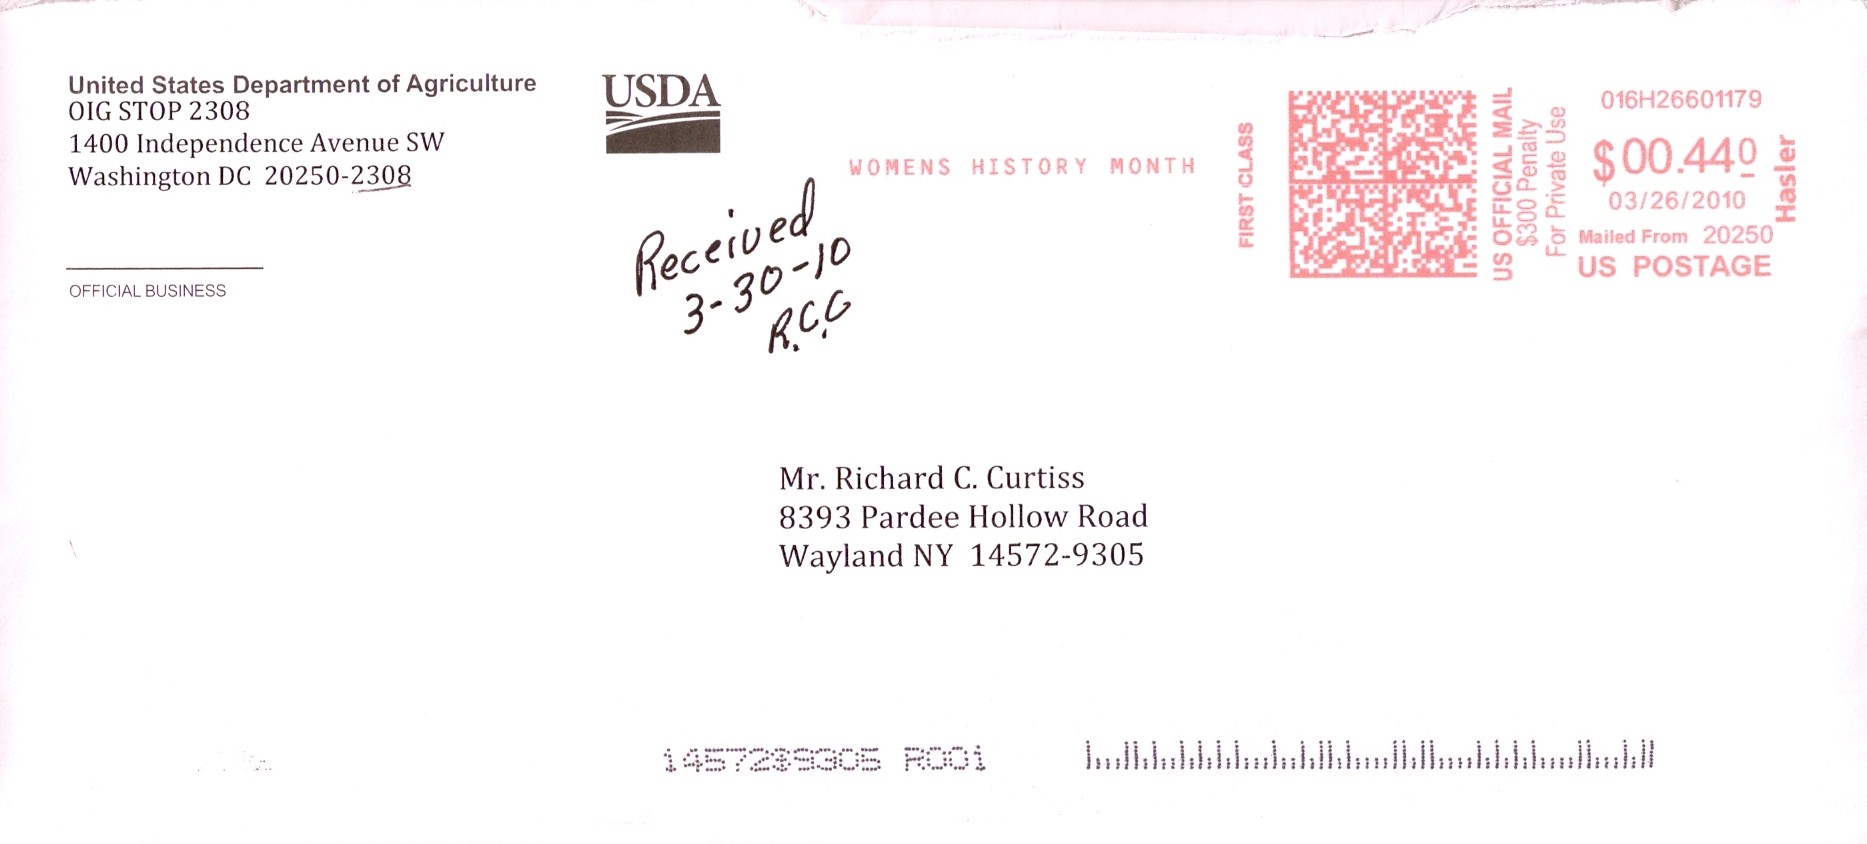 United States Department of Agriculture
OIG STOP 2308
1400 Independence Avenue SW
Washington DC 20250-2308
OFFICIAL BUSINESS
USDA
WOMENS HISTORY MONTH
Received
3-30-10
R.C.C
FIRST CLASS
US OFFICIAL MAIL
$300 Penalty
For Private Use
016H26601179
$00.440
03/26/2010
Mailed From 20250
US POSTAGE
Hasler
Mr. Richard C. Curtiss
8393 Pardee Hollow Road
Wayland NY 14572-9305
14572$9305 R001